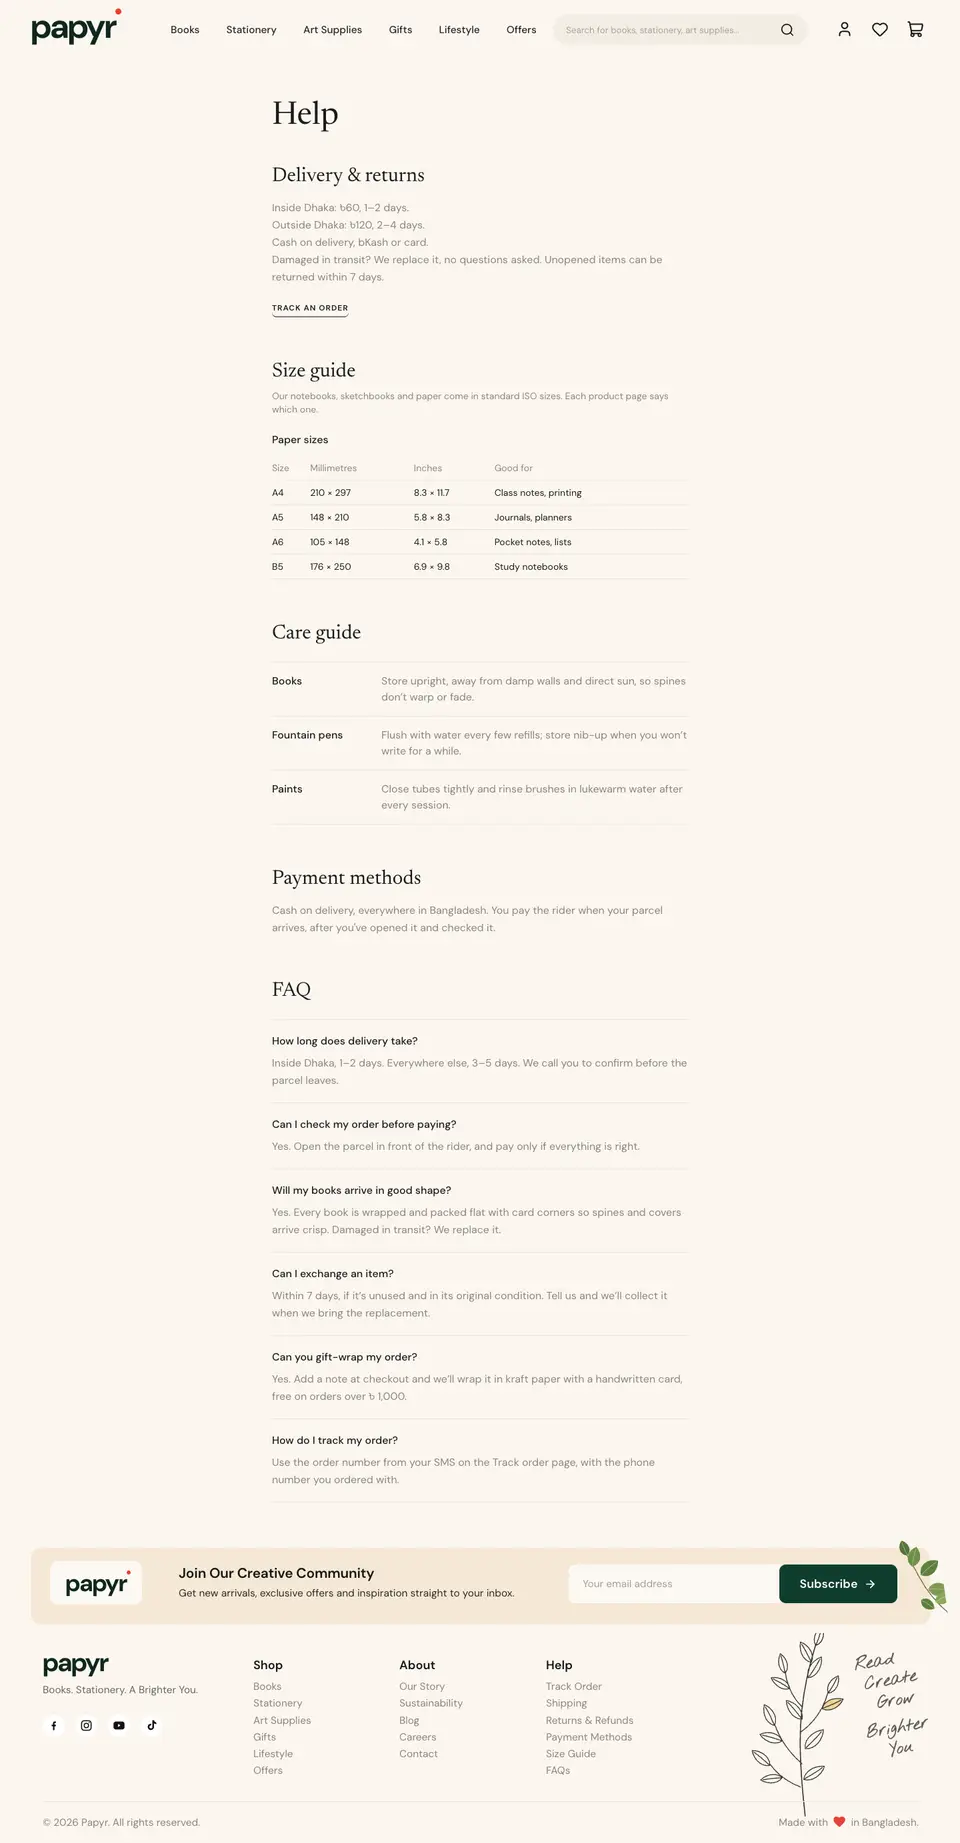 papyr
Books Stationery Art Supplies Gifts Lifestyle Offers
Search for books, stationery, art supplies...
Help
Delivery & returns
Inside Dhaka: ৳60, 1–2 days.
Outside Dhaka: ৳120, 2–4 days.
Cash on delivery, bKash or card.
Damaged in transit? We replace it, no questions asked. Unopened items can be
returned within 7 days.
TRACK AN ORDER
Size guide
Our notebooks, sketchbooks and paper come in standard ISO sizes. Each product page says
which one.
Paper sizes
Size Millimetres Inches Good for
A4 210 × 297 8.3 × 11.7 Class notes, printing
A5 148 × 210 5.8 × 8.3 Journals, planners
A6 105 × 148 4.1 × 5.8 Pocket notes, lists
B5 176 × 250 6.9 × 9.8 Study notebooks
Care guide
Books Store upright, away from damp walls and direct sun, so spines
don’t warp or fade.
Fountain pens Flush with water every few refills; store nib-up when you won’t
write for a while.
Paints Close tubes tightly and rinse brushes in lukewarm water after
every session.
Payment methods
Cash on delivery, everywhere in Bangladesh. You pay the rider when your parcel
arrives, after you’ve opened it and checked it.
FAQ
How long does delivery take?
Inside Dhaka, 1–2 days. Everywhere else, 3–5 days. We call you to confirm before the
parcel leaves.
Can I check my order before paying?
Yes. Open the parcel in front of the rider, and pay only if everything is right.
Will my books arrive in good shape?
Yes. Every book is wrapped and packed flat with card corners so spines and covers
arrive crisp. Damaged in transit? We replace it.
Can I exchange an item?
Within 7 days, if it’s unused and in its original condition. Tell us and we’ll collect it
when we bring the replacement.
Can you gift-wrap my order?
Yes. Add a note at checkout and we’ll wrap it in kraft paper with a handwritten card,
free on orders over ৳ 1,000.
How do I track my order?
Use the order number from your SMS on the Track order page, with the phone
number you ordered with.
papyr
Join Our Creative Community
Get new arrivals, exclusive offers and inspiration straight to your inbox.
Your email address
Subscribe →
papyr
Books. Stationery. A Brighter You.
Shop
Books
Stationery
Art Supplies
Gifts
Lifestyle
Offers
About
Our Story
Sustainability
Blog
Careers
Contact
Help
Track Order
Shipping
Returns & Refunds
Payment Methods
Size Guide
FAQs
Read
Create
Grow
Brighter
You
© 2026 Papyr. All rights reserved.
Made with ❤️ in Bangladesh.